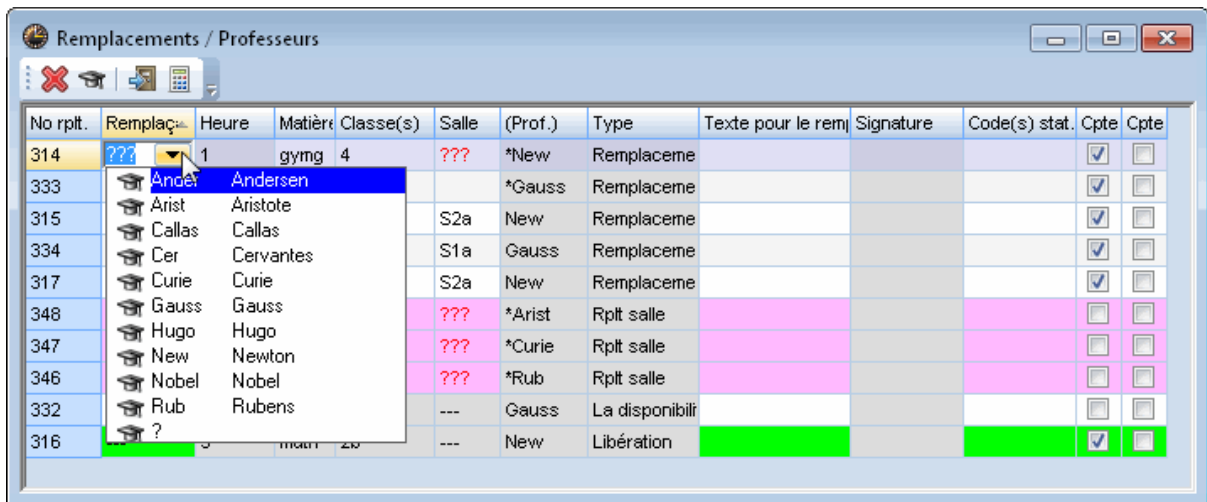 Remplacements / Professeurs
No rplt. Remplaç Heure Matière Classe(s) Salle (Prof.) Type Texte pour le remp Signature Code(s) stat. Cpte Cpte
314 ??? 1 gymg 4 ??? *New Remplaceme
333 Ander Andersen *Gauss Remplaceme
315 Arist Aristote S2a New Remplaceme
Callas Callas
334 Cer Cervantes S1a Gauss Remplaceme
317 Curie Curie S2a New Remplaceme
348 Gauss Gauss ??? *Arist Rplt salle
347 Hugo Hugo ??? *Curie Rplt salle
New Newton
346 Nobel Nobel ??? *Rub Rplt salle
332 Rub Rubens --- Gauss La disponibili
316 ? --- New Libération